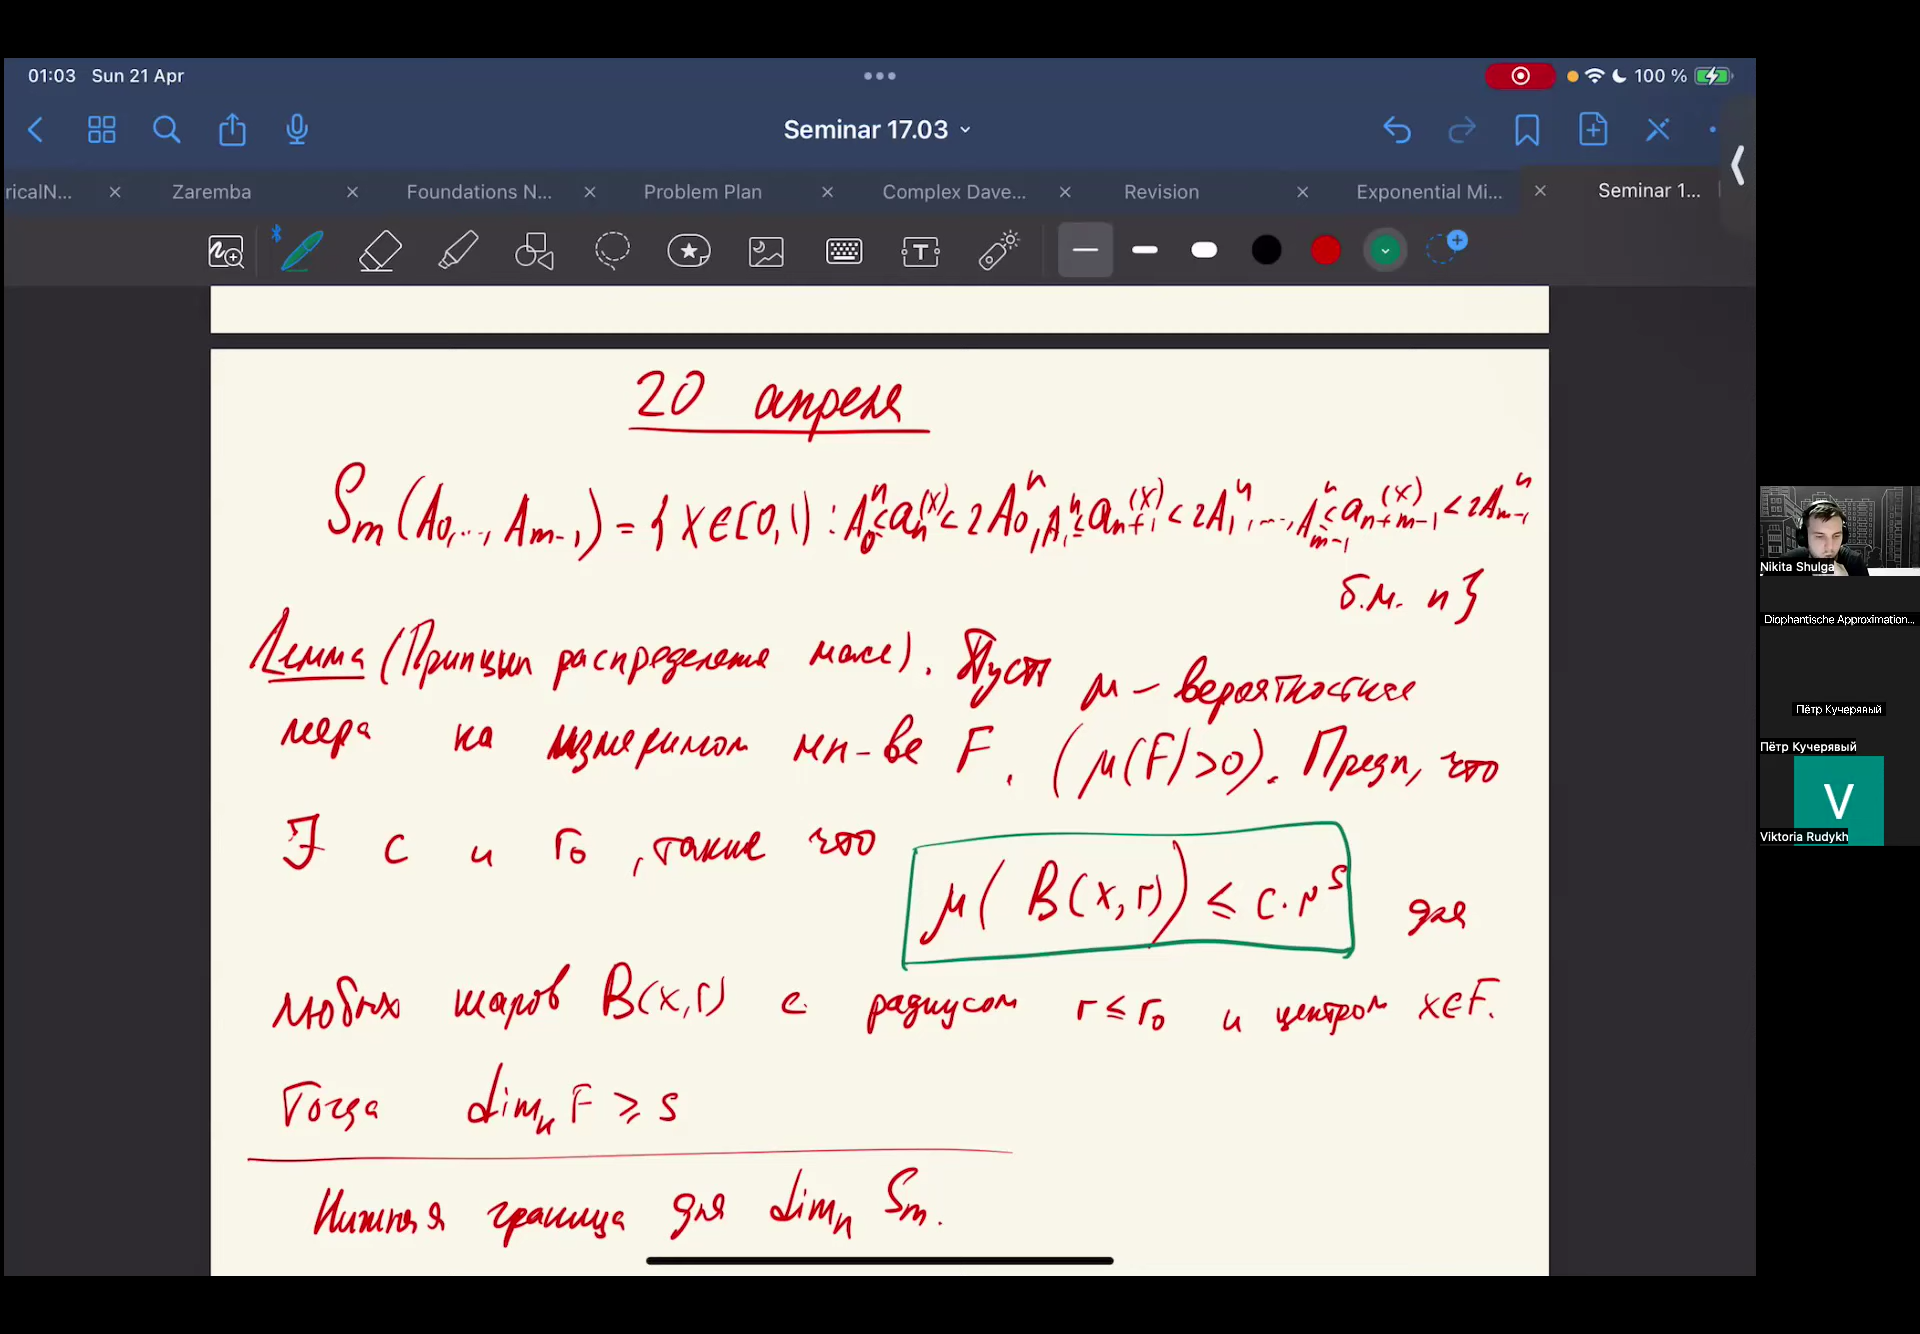 01:03 Sun 21 Apr
100 %
Seminar 17.03
ricalN...
Zaremba
Foundations N...
Problem Plan
Complex Dave...
Revision
Exponential Mi...
Seminar 1...
20 апреля
S_m(A_0,..., A_{m-1}) = { x∈[0,1) : A_0^n ≤ a_n(x) < 2A_0^n, A_1^n ≤ a_{n+1}(x) < 2A_1^n, ..., A_{m-1}^n ≤ a_{n+m-1}(x) < 2A_{m-1}^n
б.м. n}
Лемма (Принцип распределения масс). Пусть μ – вероятностная
мера на измеримом мн-ве F. (μ(F)>0). Предп, что
∃ c и r_0, такие что μ(B(x,r)) ≤ c·r^s для
любых шаров B(x,r) с радиусом r ≤ r_0 и центром x∈F.
Тогда dim_H F ≥ s
Нижняя граница для dim_H S_m.
Nikita Shulga
Diophantische Approximation...
Пётр Кучерявый
Пётр Кучерявый
V
Viktoria Rudykh